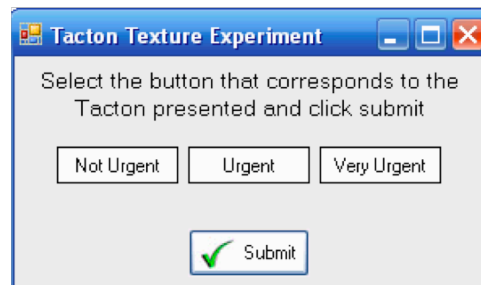 Tacton Texture Experiment
Select the button that corresponds to the
Tacton presented and click submit
Not Urgent Urgent Very Urgent
Submit